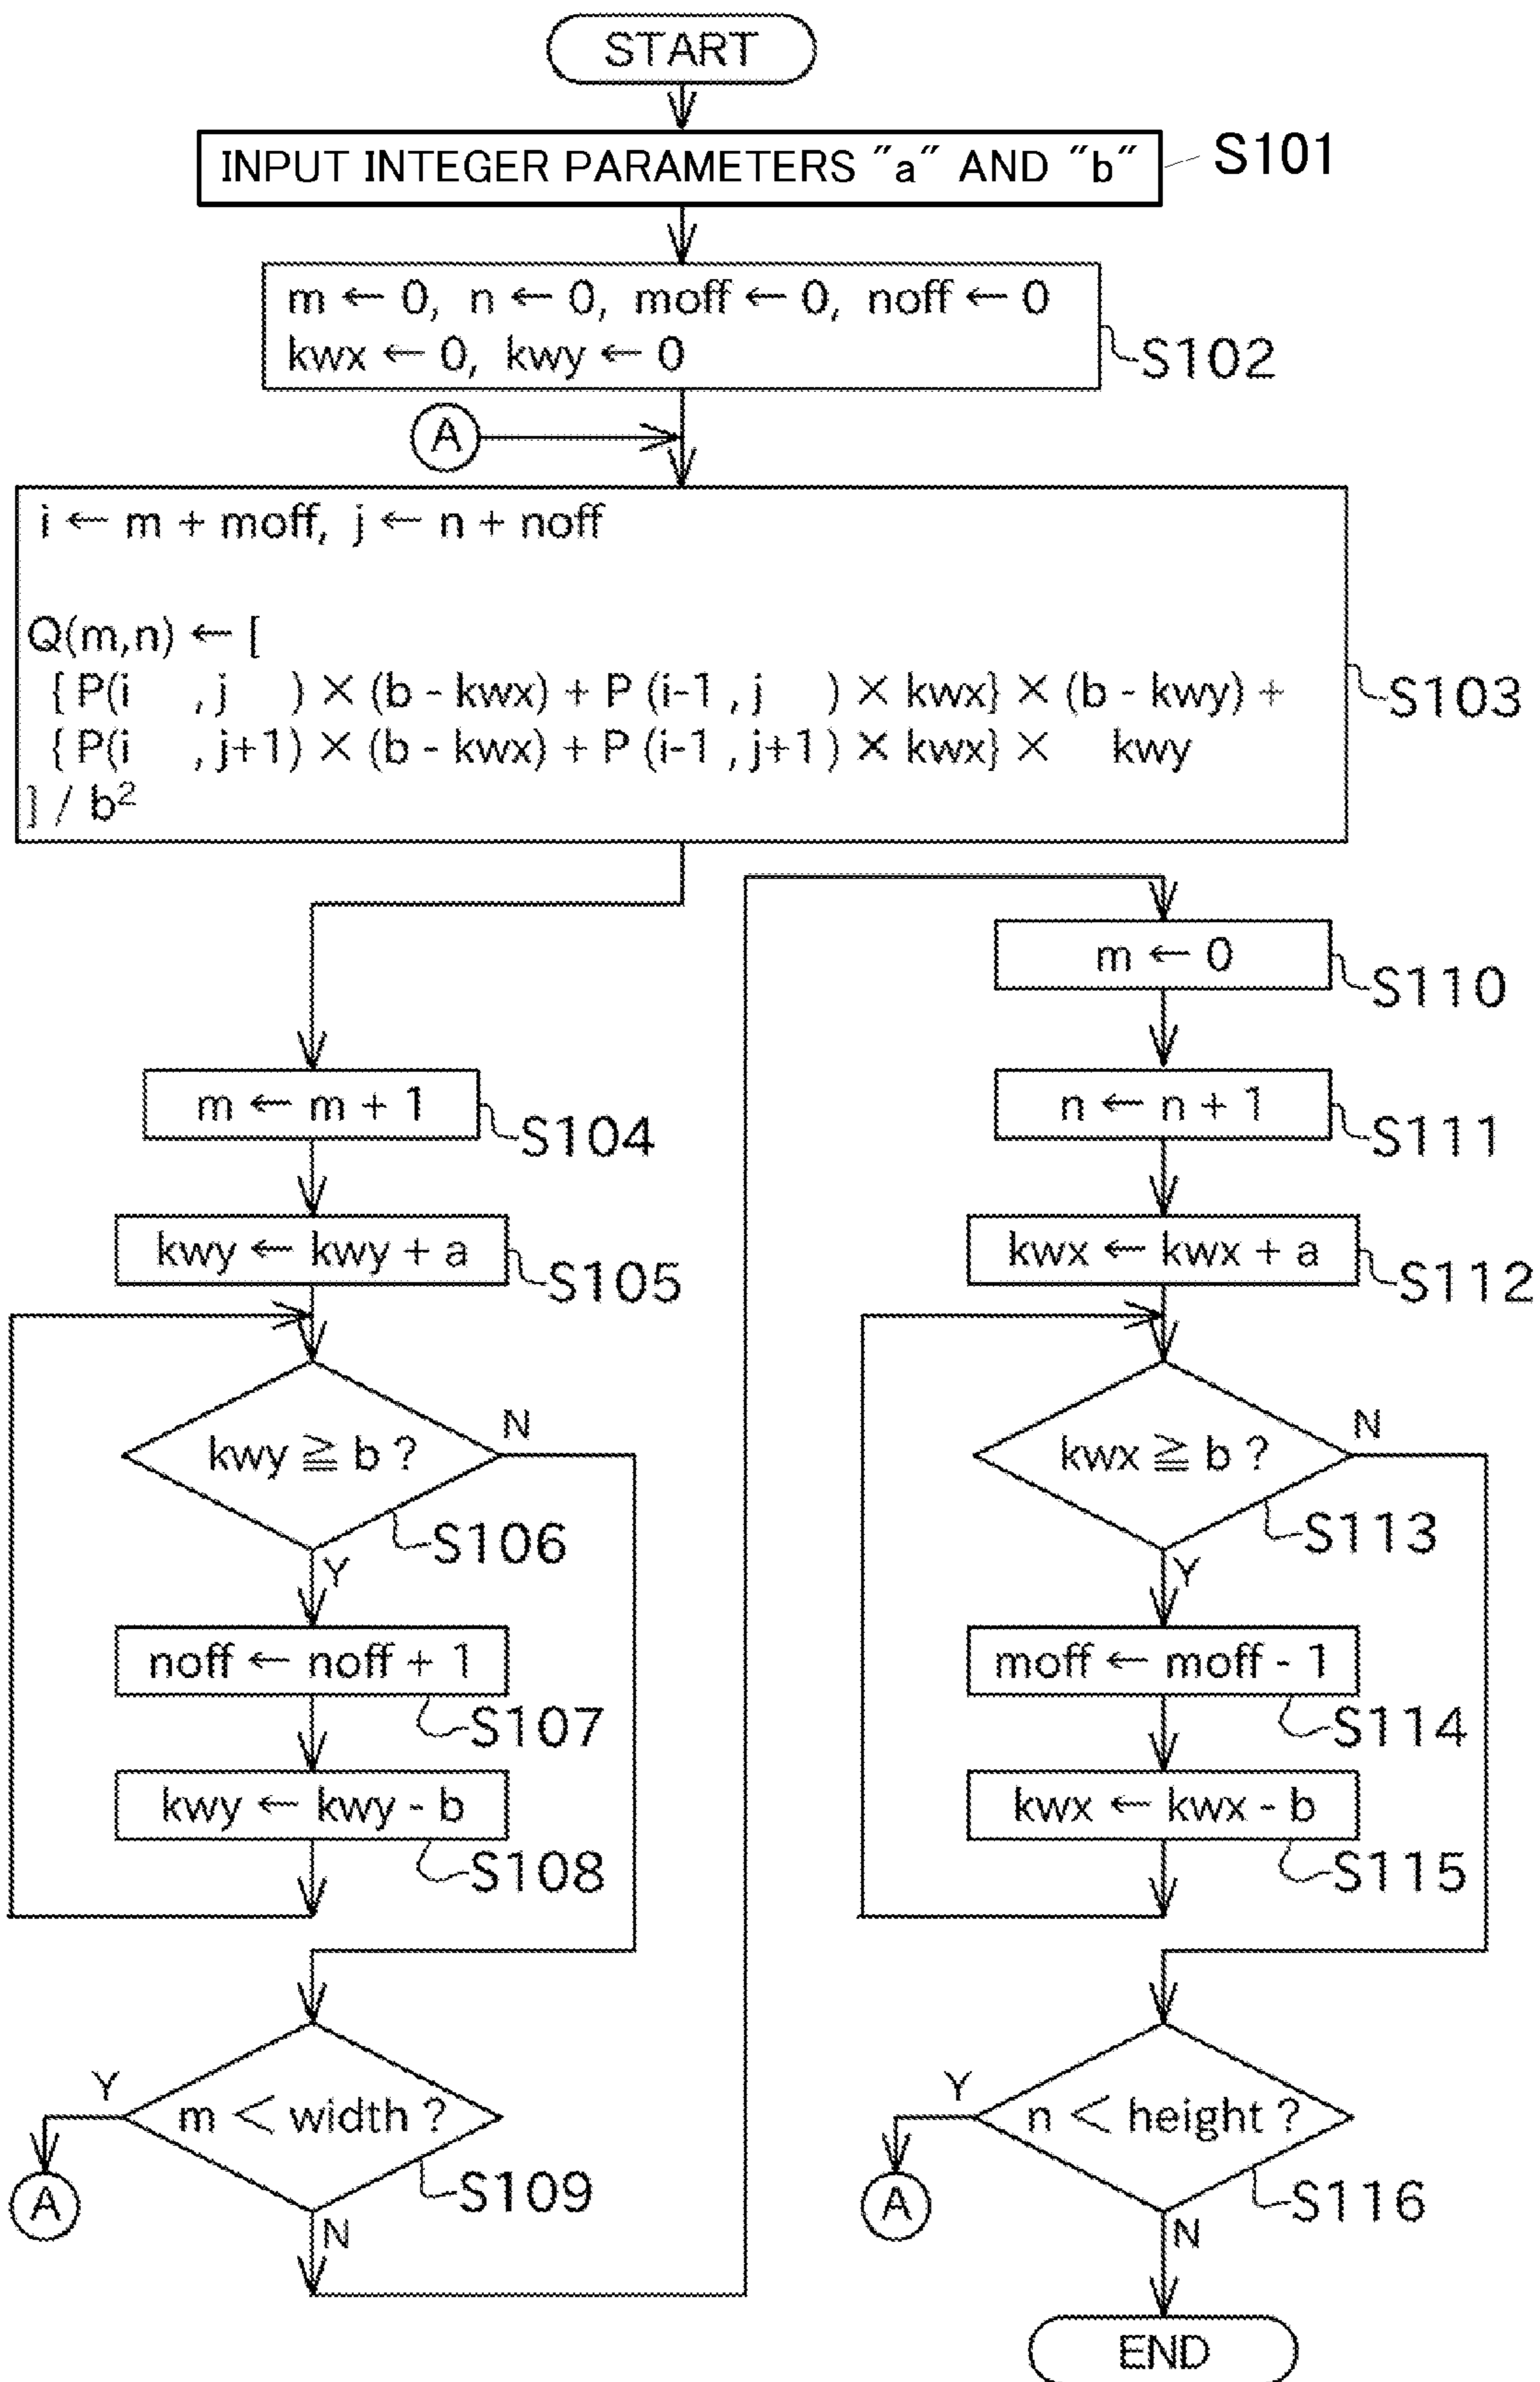 START
INPUT INTEGER PARAMETERS "a" AND "b"
S101
m ← 0, n ← 0, moff ← 0, noff ← 0
kwx ← 0, kwy ← 0
S102
A
i ← m + moff, j ← n + noff
Q(m,n) ← [
{ P(i , j ) × (b - kwx) + P (i-1 , j ) × kwx} × (b - kwy) +
{ P(i , j+1) × (b - kwx) + P (i-1 , j+1 ) × kwx} × kwy
] / b²
S103
m ← m + 1
S104
kwy ← kwy + a
S105
kwy ≧ b ?
N
S106
Y
noff ← noff + 1
S107
kwy ← kwy - b
S108
Y
m < width ?
S109
A
N
m ← 0
S110
n ← n + 1
S111
kwx ← kwx + a
S112
kwx ≧ b ?
N
S113
Y
moff ← moff - 1
S114
kwx ← kwx - b
S115
Y
n < height ?
S116
A
N
END